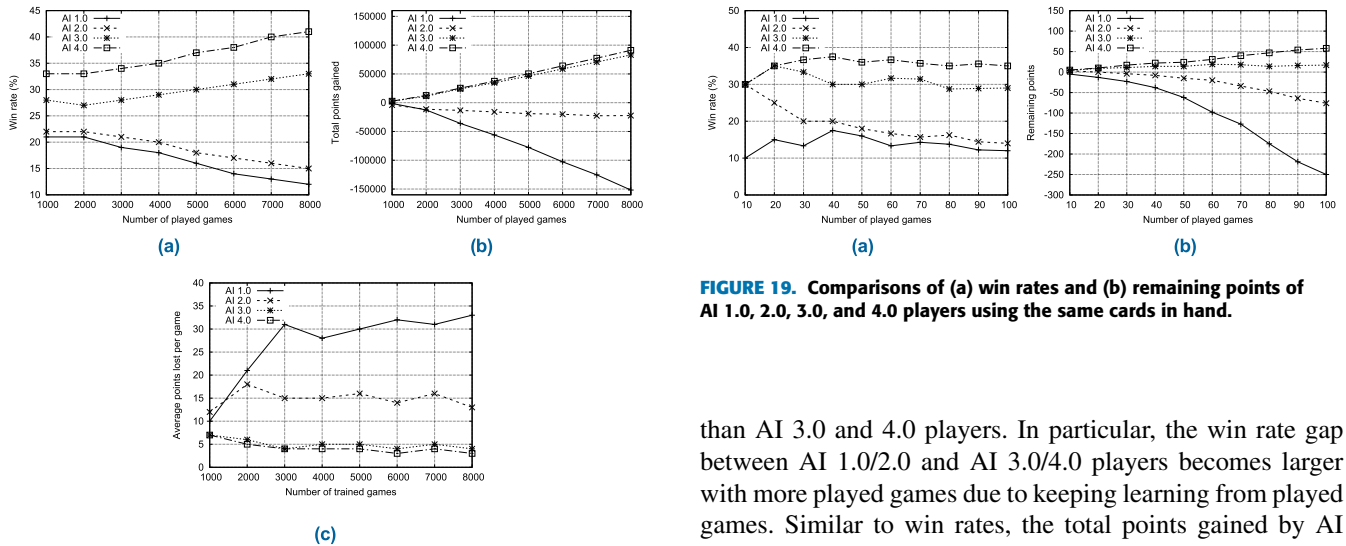 AI 1.0
AI 2.0
AI 3.0
AI 4.0
Win rate (%)
45
40
35
30
25
20
15
10
1000 2000 3000 4000 5000 6000 7000 8000
Number of played games
(a)
AI 1.0
AI 2.0
AI 3.0
AI 4.0
Total points gained
150000
100000
50000
0
-50000
-100000
-150000
1000 2000 3000 4000 5000 6000 7000 8000
Number of played games
(b)
AI 1.0
AI 2.0
AI 3.0
AI 4.0
Average points lost per game
40
35
30
25
20
15
10
5
0
1000 2000 3000 4000 5000 6000 7000 8000
Number of trained games
(c)
AI 1.0
AI 2.0
AI 3.0
AI 4.0
Win rate (%)
50
40
30
20
10
0
10 20 30 40 50 60 70 80 90 100
Number of played games
(a)
AI 1.0
AI 2.0
AI 3.0
AI 4.0
Remaining points
150
100
50
0
-50
-100
-150
-200
-250
-300
10 20 30 40 50 60 70 80 90 100
Number of played games
(b)
FIGURE 19. Comparisons of (a) win rates and (b) remaining points of
AI 1.0, 2.0, 3.0, and 4.0 players using the same cards in hand.
than AI 3.0 and 4.0 players. In particular, the win rate gap
between AI 1.0/2.0 and AI 3.0/4.0 players becomes larger
with more played games due to keeping learning from played
games. Similar to win rates, the total points gained by AI